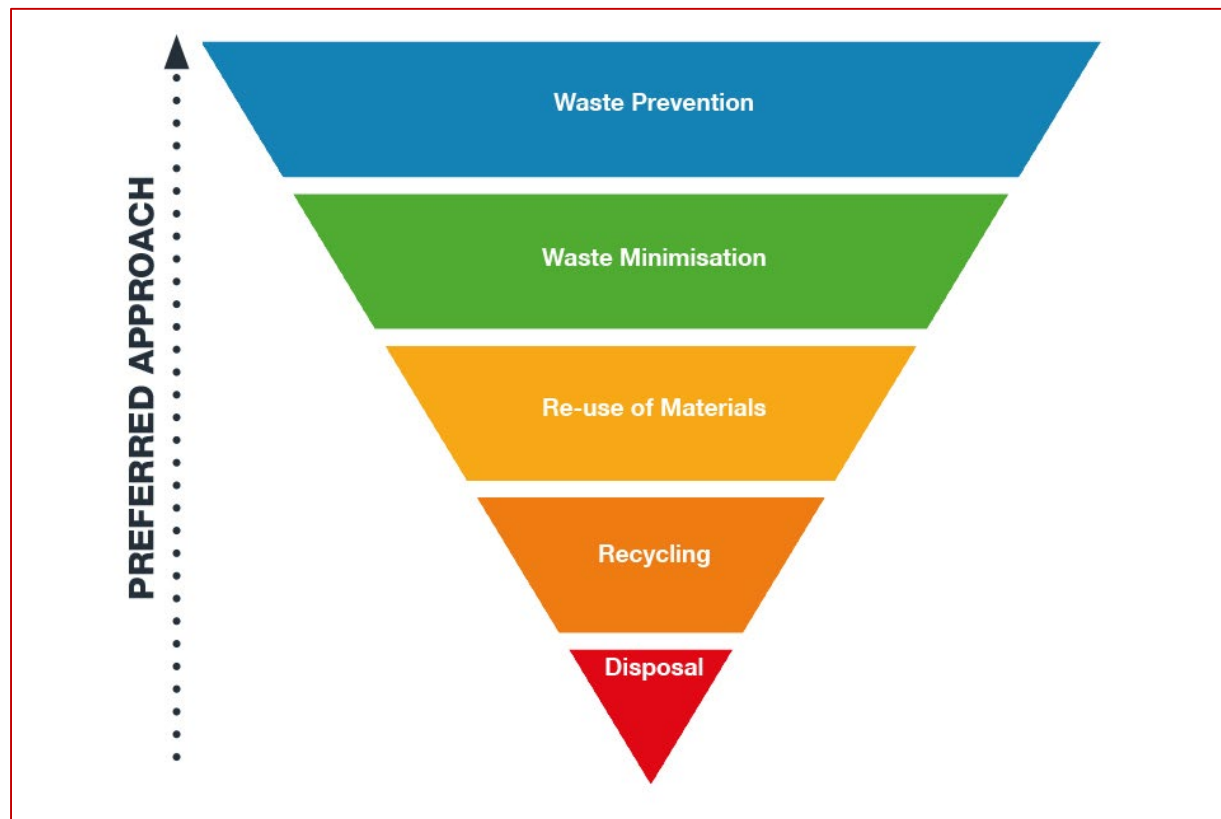 PREFERRED APPROACH
Waste Prevention
Waste Minimisation
Re-use of Materials
Recycling
Disposal